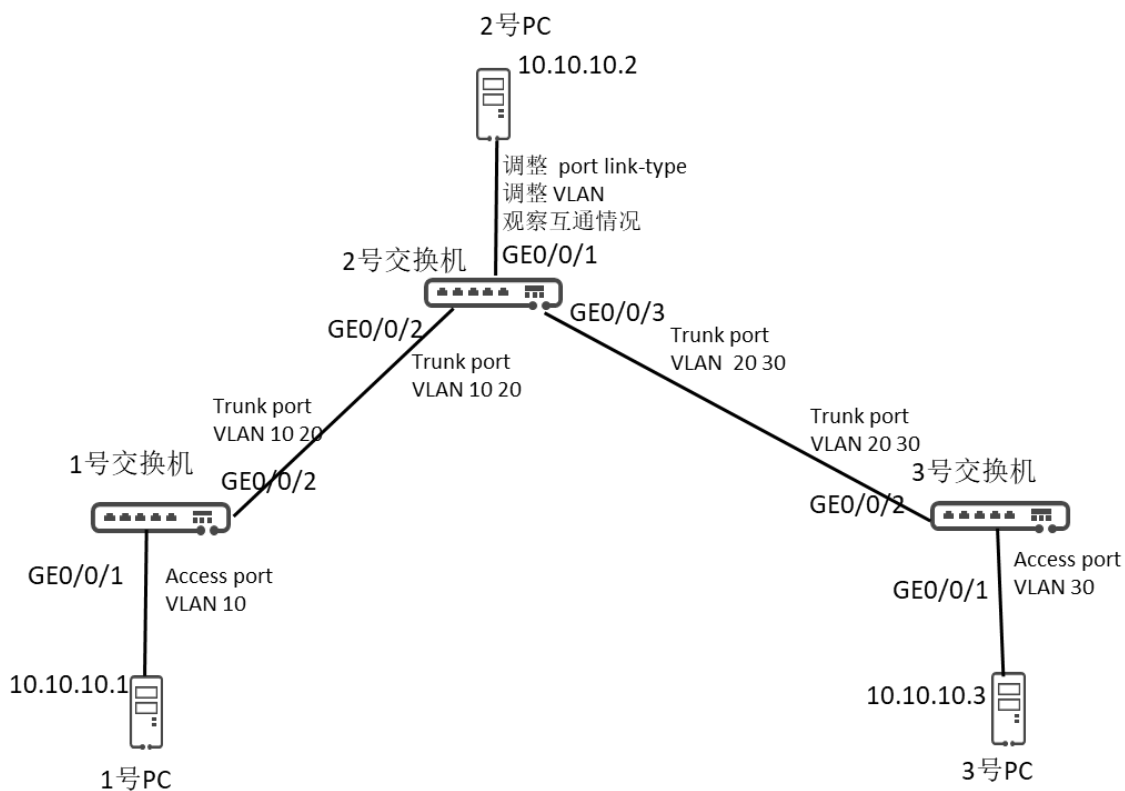 2号PC
10.10.10.2
调整 port link-type
调整 VLAN
观察互通情况
GE0/0/1
2号交换机
GE0/0/2
GE0/0/3
Trunk port
VLAN 10 20
Trunk port
VLAN 20 30
Trunk port
VLAN 10 20
GE0/0/2
1号交换机
Trunk port
VLAN 20 30
GE0/0/2
3号交换机
GE0/0/1
Access port
VLAN 10
10.10.10.1
1号PC
GE0/0/1
Access port
VLAN 30
10.10.10.3
3号PC